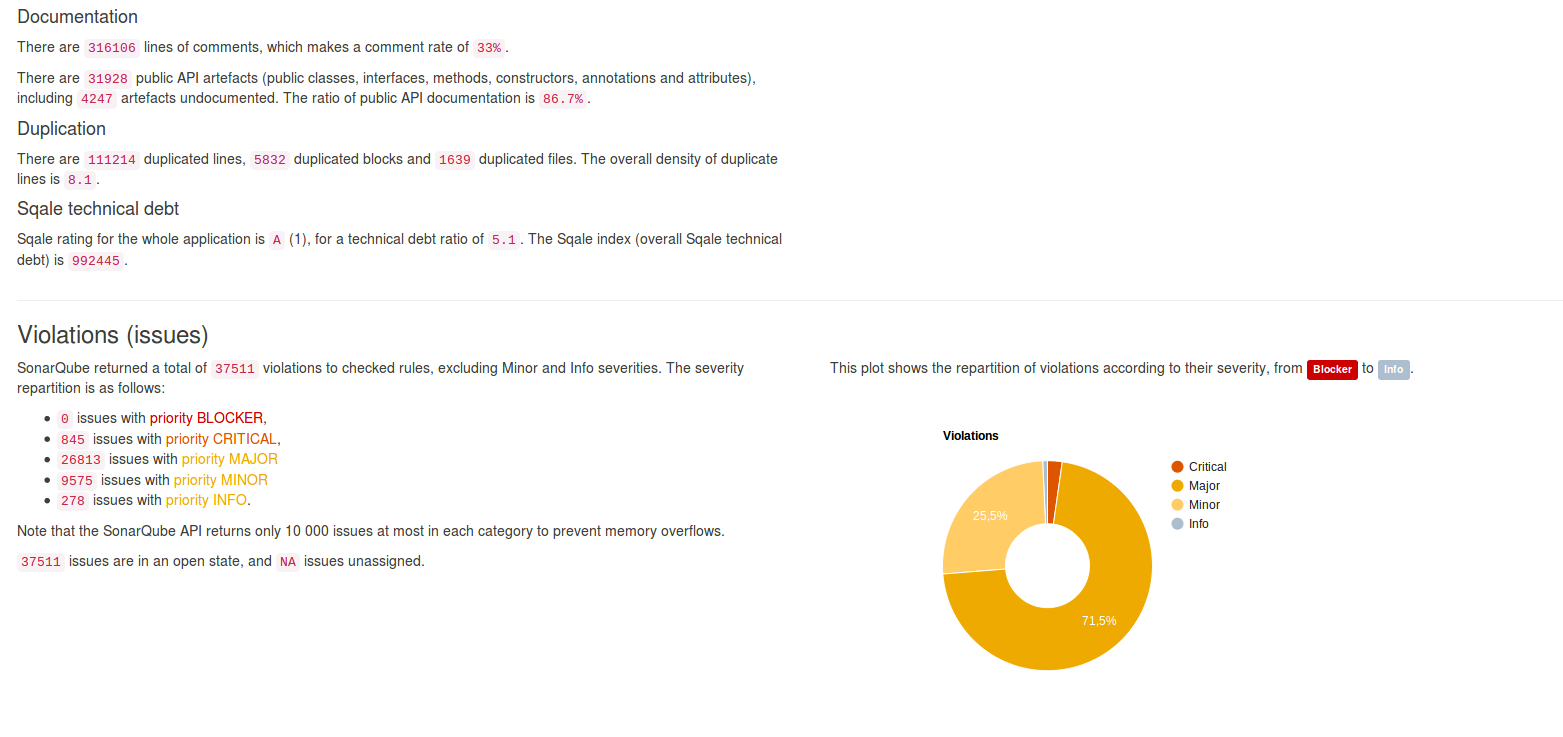 Documentation
There are 316106 lines of comments, which makes a comment rate of 33% .
There are 31928 public API artefacts (public classes, interfaces, methods, constructors, annotations and attributes),
including 4247 artefacts undocumented. The ratio of public API documentation is 86.7% .
Duplication
There are 111214 duplicated lines, 5832 duplicated blocks and 1639 duplicated files. The overall density of duplicate
lines is 8.1 .
Sqale technical debt
Sqale rating for the whole application is A (1), for a technical debt ratio of 5.1 . The Sqale index (overall Sqale technical
debt) is 992445 .
Violations (issues)
SonarQube returned a total of 37511 violations to checked rules, excluding Minor and Info severities. The severity
repartition is as follows:
• 0 issues with priority BLOCKER,
• 845 issues with priority CRITICAL,
• 26813 issues with priority MAJOR
• 9575 issues with priority MINOR
• 278 issues with priority INFO.
Note that the SonarQube API returns only 10 000 issues at most in each category to prevent memory overflows.
37511 issues are in an open state, and NA issues unassigned.
This plot shows the repartition of violations according to their severity, from Blocker to Info .
Violations
Critical
Major
Minor
Info
25,5%
71,5%